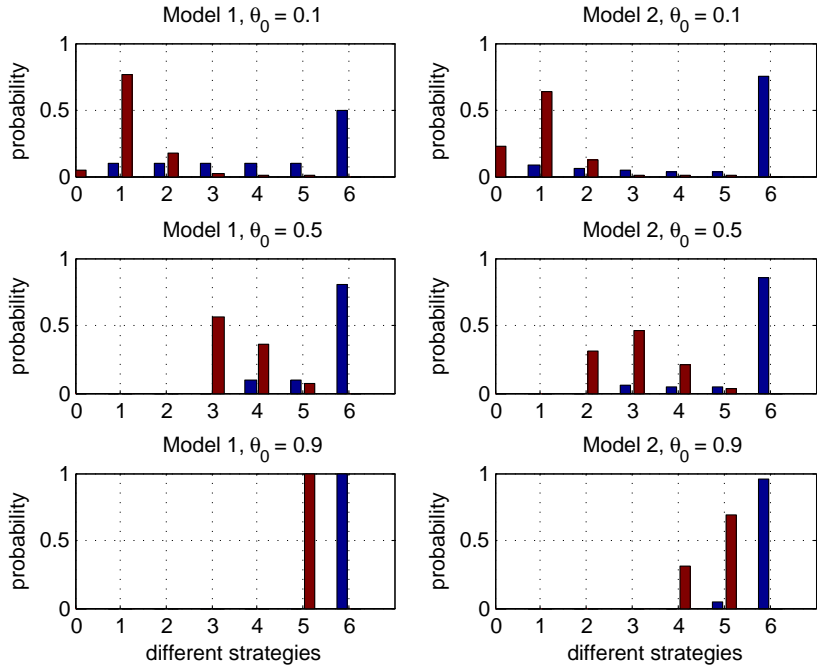 Model 1, θ0 = 0.1
probability
1
0.5
0
0 1 2 3 4 5 6
Model 2, θ0 = 0.1
probability
1
0.5
0
0 1 2 3 4 5 6
Model 1, θ0 = 0.5
probability
1
0.5
0
0 1 2 3 4 5 6
Model 2, θ0 = 0.5
probability
1
0.5
0
0 1 2 3 4 5 6
Model 1, θ0 = 0.9
probability
1
0.5
0
0 1 2 3 4 5 6
different strategies
Model 2, θ0 = 0.9
probability
1
0.5
0
0 1 2 3 4 5 6
different strategies